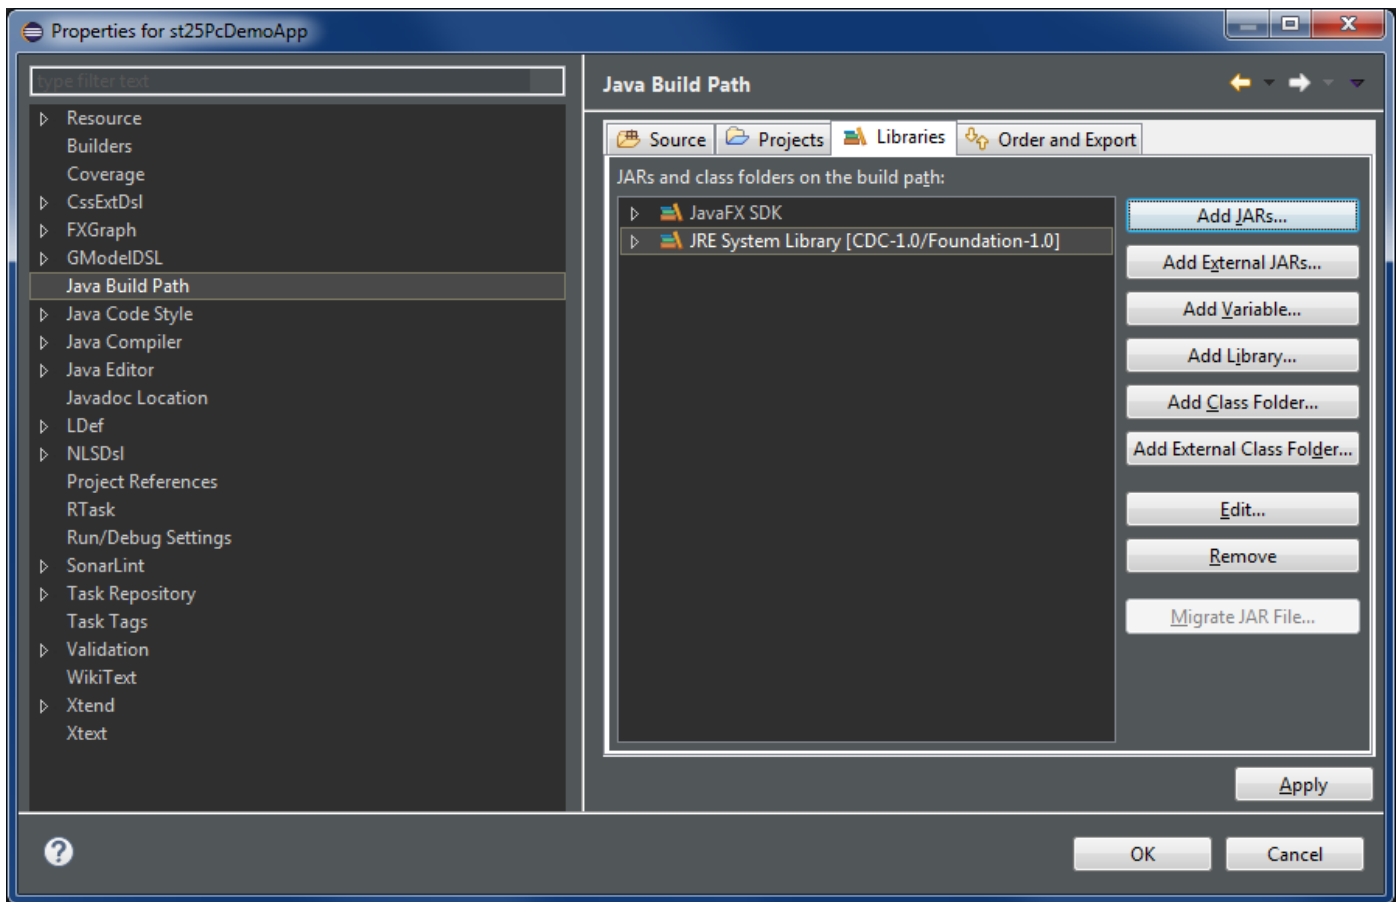 Properties for st25PcDemoApp
type filter text
Resource
Builders
Coverage
CssExtDsl
FXGraph
GModelDSL
Java Build Path
Java Code Style
Java Compiler
Java Editor
Javadoc Location
LDef
NLSDsl
Project References
RTask
Run/Debug Settings
SonarLint
Task Repository
Task Tags
Validation
WikiText
Xtend
Xtext
Java Build Path
Source Projects Libraries Order and Export
JARs and class folders on the build path:
JavaFX SDK
JRE System Library [CDC-1.0/Foundation-1.0]
Add JARs...
Add External JARs...
Add Variable...
Add Library...
Add Class Folder...
Add External Class Folder...
Edit...
Remove
Migrate JAR File...
Apply
OK Cancel